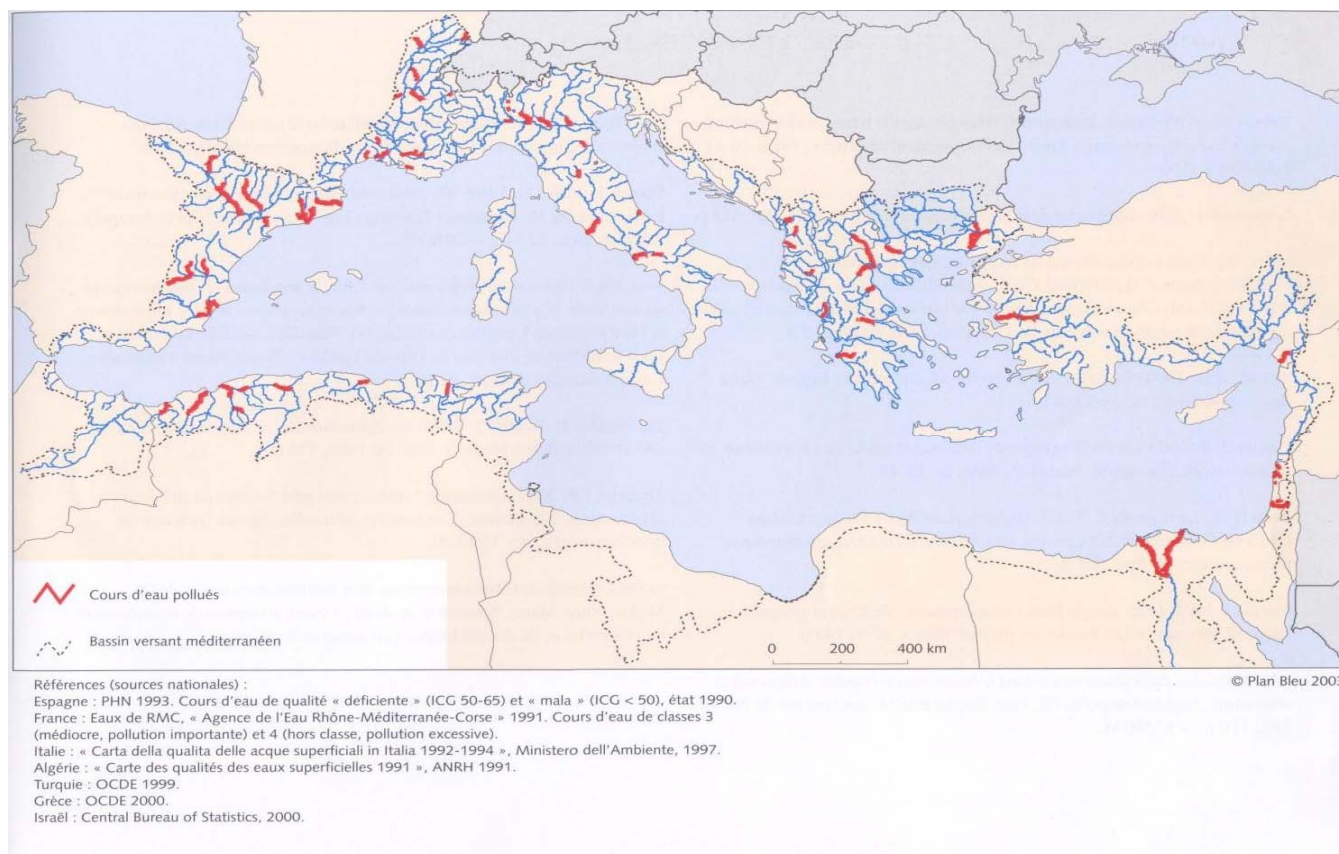 Cours d'eau pollués
Bassin versant méditerranéen
0 200 400 km
© Plan Bleu 2003
Références (sources nationales) :
Espagne : PHN 1993. Cours d'eau de qualité « deficiente » (ICG 50-65) et « mala » (ICG < 50), état 1990.
France : Eaux de RMC, « Agence de l'Eau Rhône-Méditerranée-Corse » 1991. Cours d'eau de classes 3
(médiocre, pollution importante) et 4 (hors classe, pollution excessive).
Italie : « Carta della qualita delle acque superficiali in Italia 1992-1994 », Ministero dell'Ambiente, 1997.
Algérie : « Carte des qualités des eaux superficielles 1991 », ANRH 1991.
Turquie : OCDE 1999.
Grèce : OCDE 2000.
Israël : Central Bureau of Statistics, 2000.